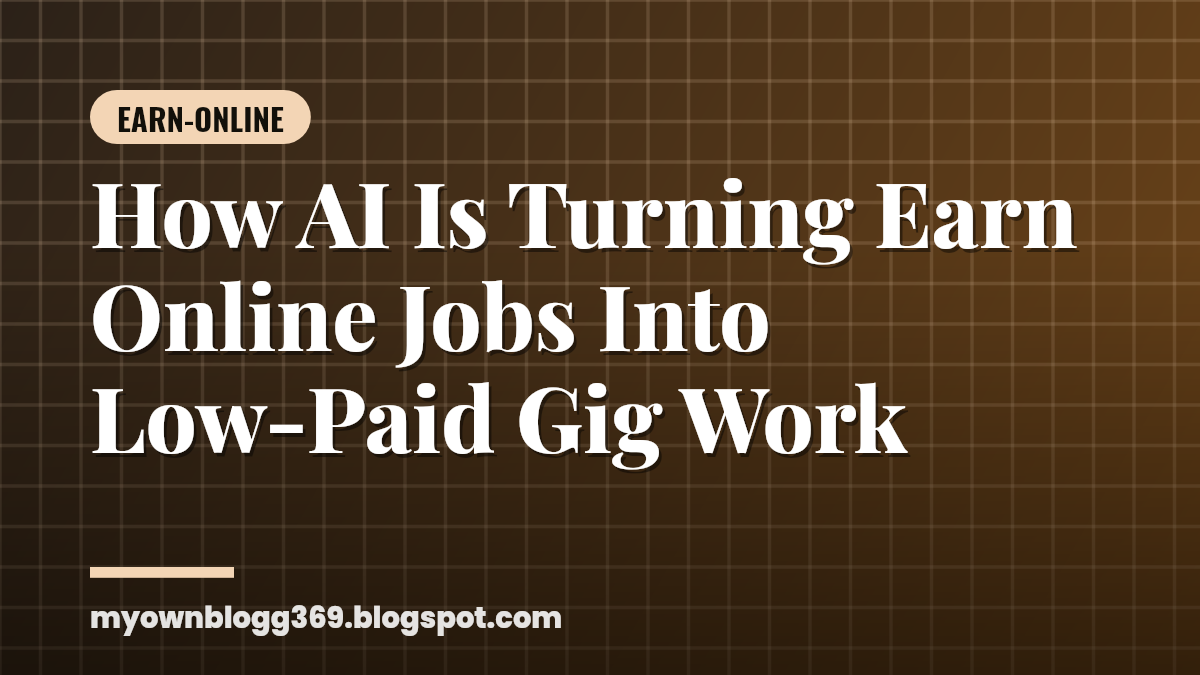 EARN-ONLINE
How AI Is Turning Earn
Online Jobs Into
Low-Paid Gig Work
myownblogg369.blogspot.com